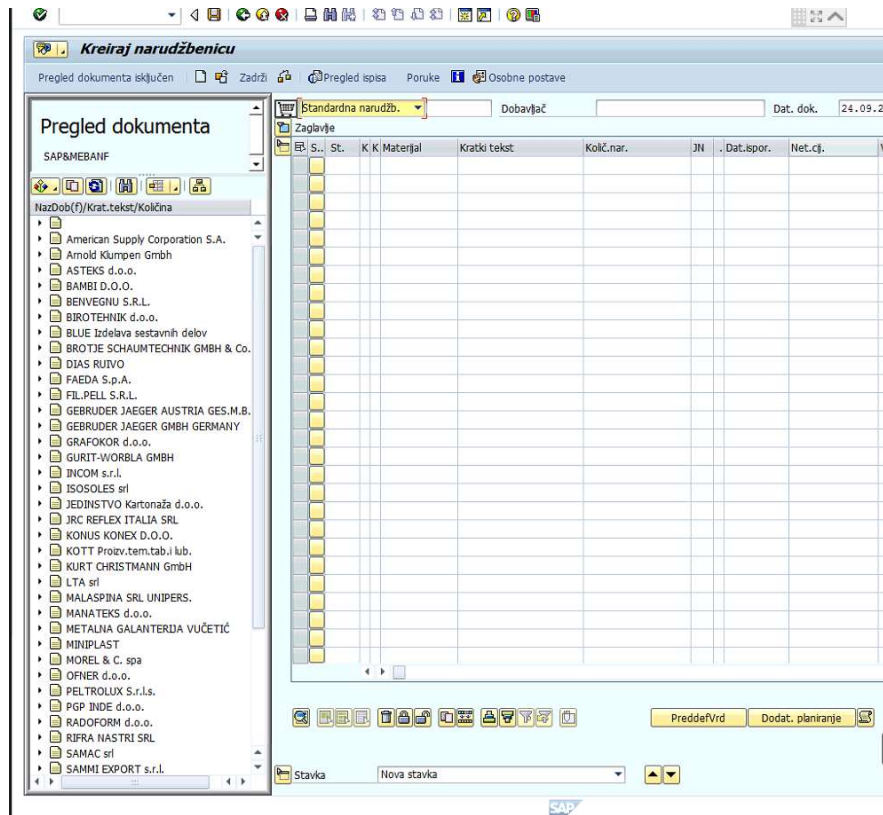 Kreiraj narudžbenicu
Pregled dokumenta isključen Zadrži Pregled ispisa Poruke Osobne postave
Pregled dokumenta
SAP&MEBANF
NazDob(f)/Krat.tekst/Količina
American Supply Corporation S.A.
Arnold Klumpen Gmbh
ASTEKS d.o.o.
BAMBI D.O.O.
BENVEGNU S.R.L.
BIROTEHNIK d.o.o.
BLUE Izdelava sestavnih delov
BROTJE SCHAUMTECHNIK GMBH & Co.
DIAS RUIVO
FAEDA S.p.A.
FIL.PELL S.R.L.
GEBRUDER JAEGER AUSTRIA GES.M.B.
GEBRUDER JAEGER GMBH GERMANY
GRAFOKOR d.o.o.
GURIT-WORBLA GMBH
INCOM s.r.l.
ISOSOLES srl
JEDINSTVO Kartonaža d.o.o.
JRC REFLEX ITALIA SRL
KONUS KONEX D.O.O.
KOTT Proizv.tem.tab.i lub.
KURT CHRISTMANN GmbH
LTA srl
MALASPINA SRL UNIPERS.
MANATEKS d.o.o.
METALNA GALANTERIJA VUČETIĆ
MINIPLAST
MOREL & C. spa
OFNER d.o.o.
PELTROLUX S.r.l.s.
PGP INDE d.o.o.
RADOFORM d.o.o.
RIFRA NASTRI SRL
SAMAC srl
SAMMI EXPORT s.r.l.
Standardna narudžb. Dobavljač Dat. dok. 24.09.2
Zaglavlje
S.. St. K K Materijal Kratki tekst Količ.nar. JN . Dat.ispor. Net.cij.
PreddefVrd Dodat. planiranje
Stavka Nova stavka
SAP